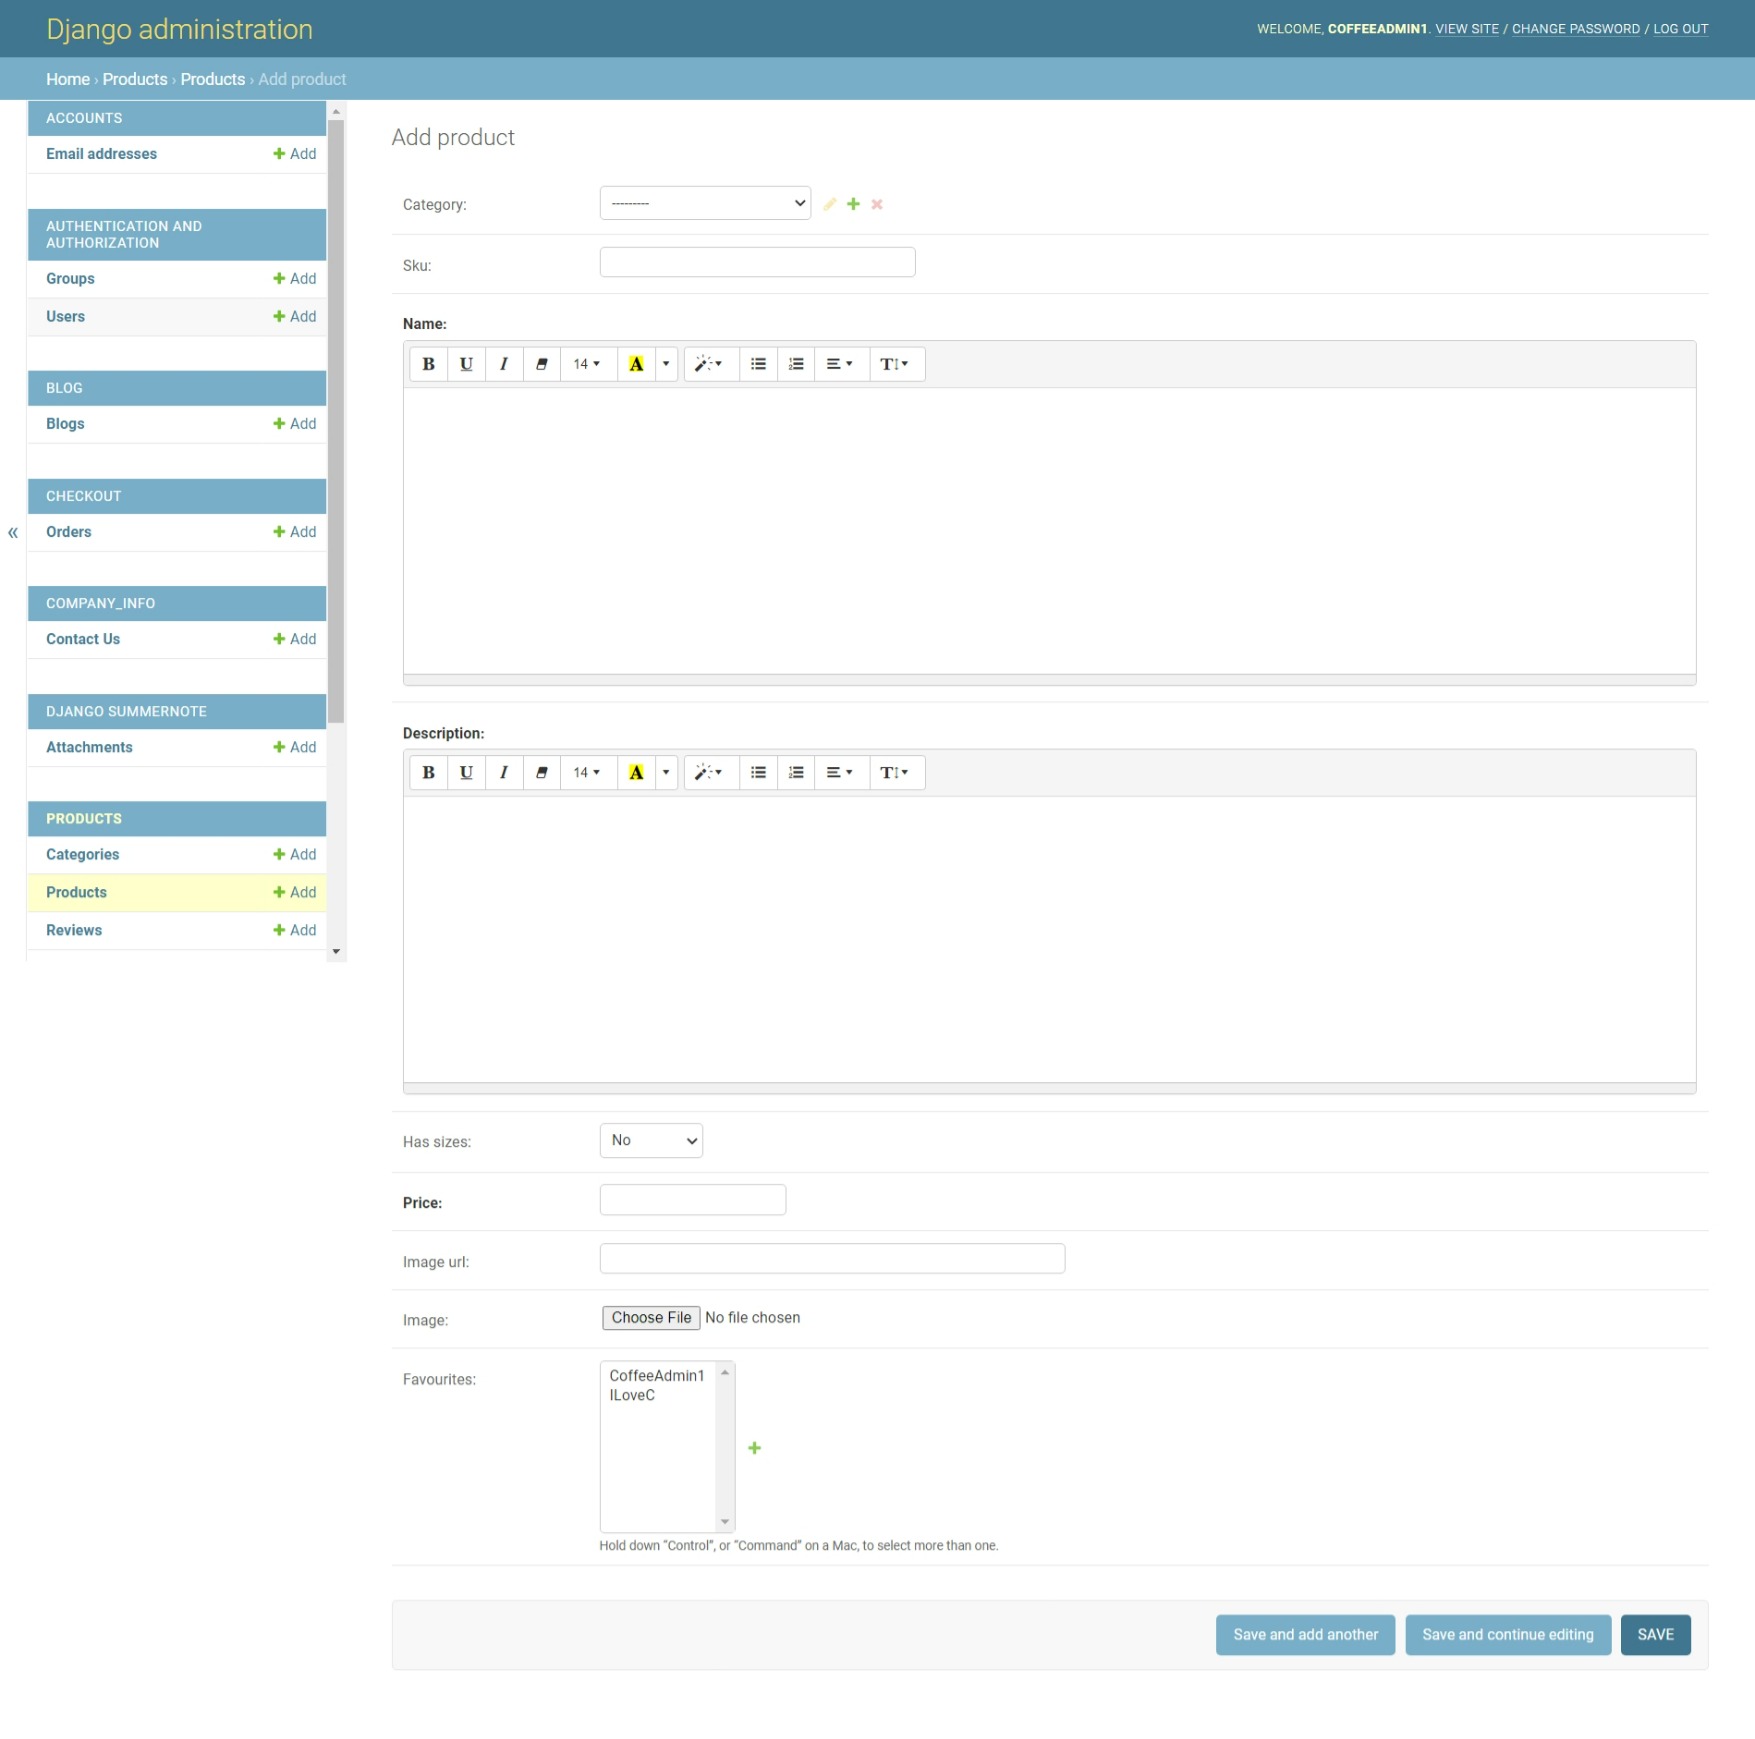 Django administration
WELCOME, COFFEEADMIN1. VIEW SITE / CHANGE PASSWORD / LOG OUT
Home › Products › Products › Add product
ACCOUNTS
Email addresses
Add
AUTHENTICATION AND
AUTHORIZATION
Groups
Add
Users
Add
BLOG
Blogs
Add
CHECKOUT
Orders
Add
COMPANY_INFO
Contact Us
Add
DJANGO SUMMERNOTE
Attachments
Add
PRODUCTS
Categories
Add
Products
Add
Reviews
Add
«
Add product
Category:
---------
Sku:
Name:
B U I 14 A T
Description:
B U I 14 A T
Has sizes:
No
Price:
Image url:
Image:
Choose File No file chosen
Favourites:
CoffeeAdmin1
ILoveC
Hold down “Control”, or “Command” on a Mac, to select more than one.
Save and add another
Save and continue editing
SAVE